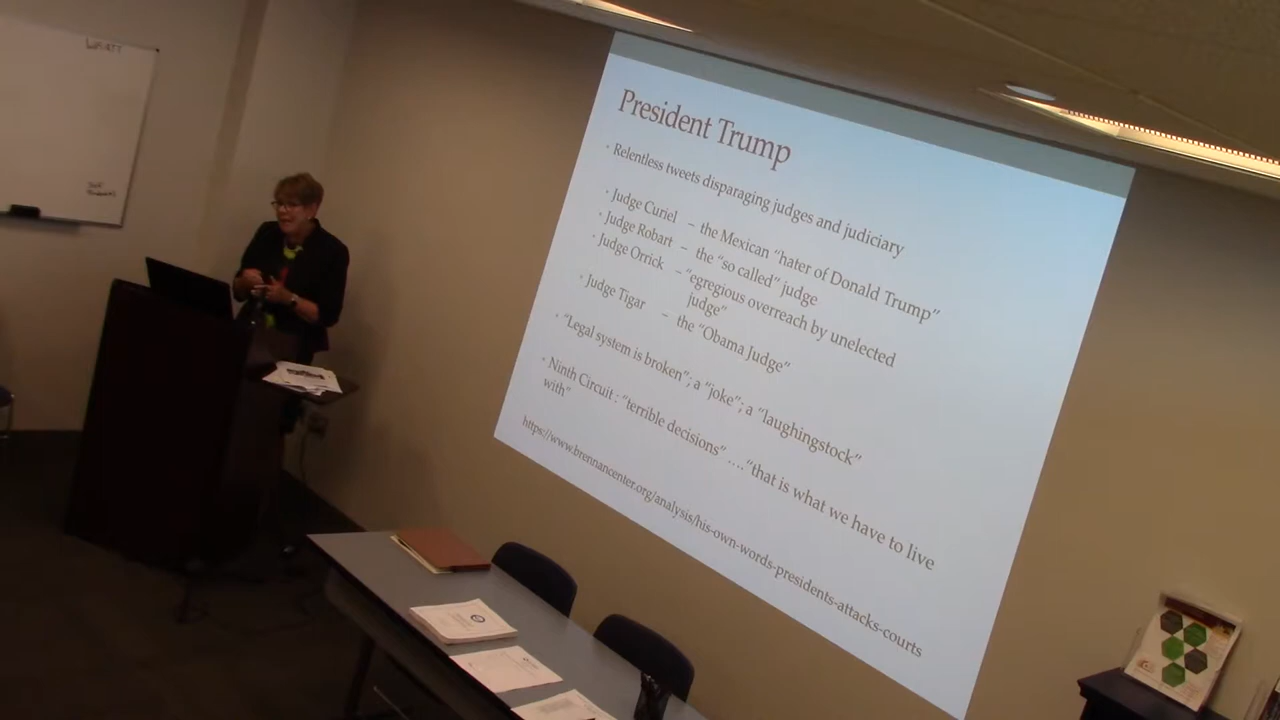 President Trump
• Relentless tweets disparaging judges and judiciary
• Judge Curiel – the Mexican "hater of Donald Trump"
• Judge Robart – the "so called" judge
• Judge Orrick – "egregious overreach by unelected
judge"
• Judge Tigar – the "Obama Judge"
• "Legal system is broken"; a "joke"; a "laughingstock"
• Ninth Circuit : "terrible decisions" …. "that is what we have to live
with"
https://www.brennancenter.org/analysis/his-own-words-presidents-attacks-courts